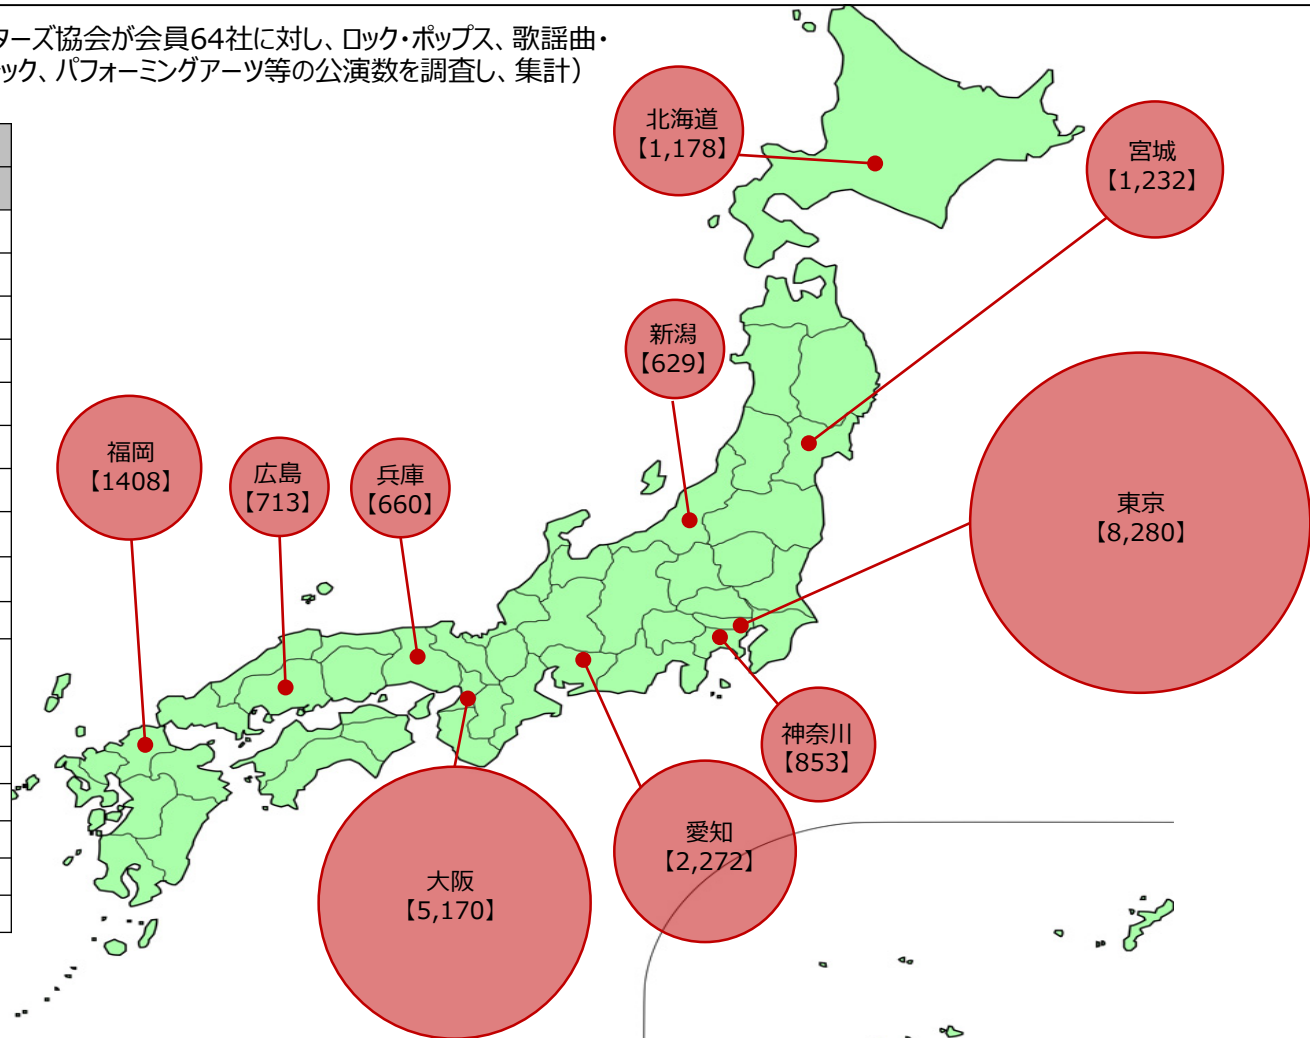 ターズ協会が会員64社に対し、ロック・ポップス、歌謡曲・
ック、パフォーミングアーツ等の公演数を調査し、集計）
北海道
【1,178】
宮城
【1,232】
新潟
【629】
福岡
【1408】
広島
【713】
兵庫
【660】
東京
【8,280】
神奈川
【853】
愛知
【2,272】
大阪
【5,170】